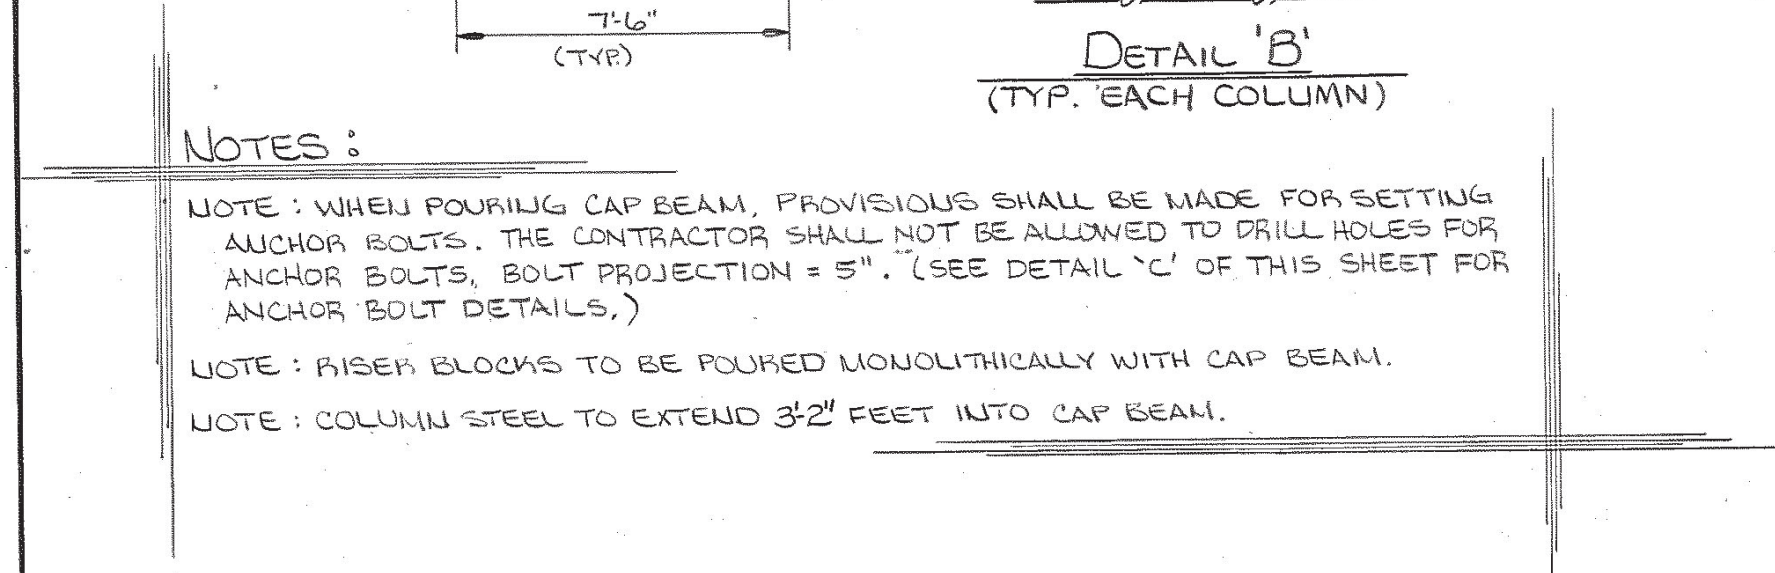 7'-6"
(TYP.)
DETAIL 'B'
(TYP. EACH COLUMN)
NOTES:
NOTE: WHEN POURING CAP BEAM, PROVISIONS SHALL BE MADE FOR SETTING
ANCHOR BOLTS. THE CONTRACTOR SHALL NOT BE ALLOWED TO DRILL HOLES FOR
ANCHOR BOLTS, BOLT PROJECTION = 5". (SEE DETAIL 'C' OF THIS SHEET FOR
ANCHOR BOLT DETAILS.)
NOTE: RISER BLOCKS TO BE POURED MONOLITHICALLY WITH CAP BEAM.
NOTE: COLUMN STEEL TO EXTEND 3'-2" FEET INTO CAP BEAM.